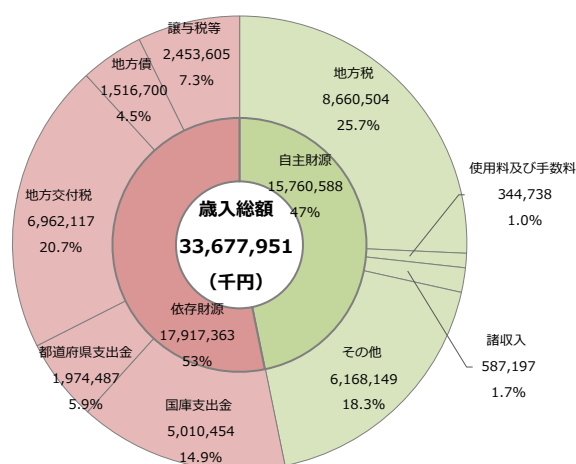 譲与税等
2,453,605
7.3%
地方債
1,516,700
4.5%
地方税
8,660,504
25.7%
自主財源
15,760,588
47%
使用料及び手数料
344,738
1.0%
地方交付税
6,962,117
20.7%
歳入総額
33,677,951
（千円）
依存財源
17,917,363
53%
諸収入
587,197
1.7%
都道府県支出金
1,974,487
5.9%
その他
6,168,149
18.3%
国庫支出金
5,010,454
14.9%